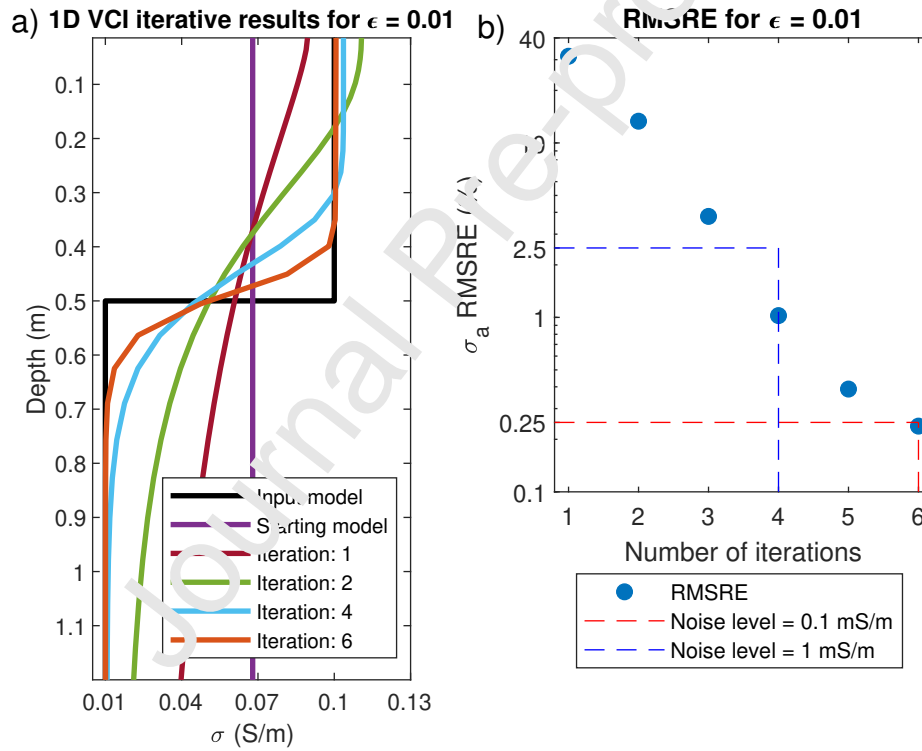 a) 1D VCI iterative results for ϵ = 0.01
0.1
0.2
0.3
0.4
0.5
0.6
0.7
0.8
0.9
1
1.1
Depth (m)
0.01
0.04
0.07
0.1
0.13
σ (S/m)
Input model
Starting model
Iteration: 1
Iteration: 2
Iteration: 4
Iteration: 6
b) RMSRE for ϵ = 0.01
40
10
2.5
1
0.25
0.1
σa RMSRE (%)
1
2
3
4
5
6
Number of iterations
RMSRE
Noise level = 0.1 mS/m
Noise level = 1 mS/m
Journal Pre-pro